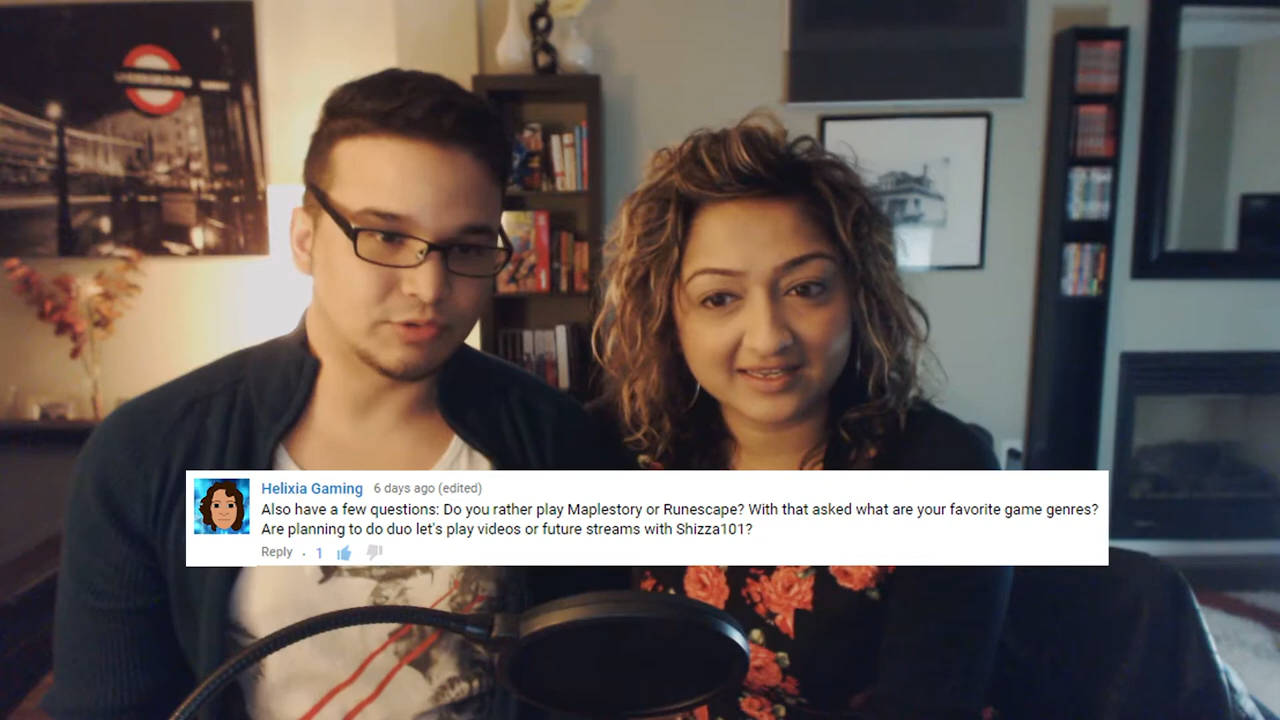 UNDERGROUND
Helixia Gaming 6 days ago (edited)
Also have a few questions: Do you rather play Maplestory or Runescape? With that asked what are your favorite game genres?
Are planning to do duo let's play videos or future streams with Shizza101?
Reply . 1